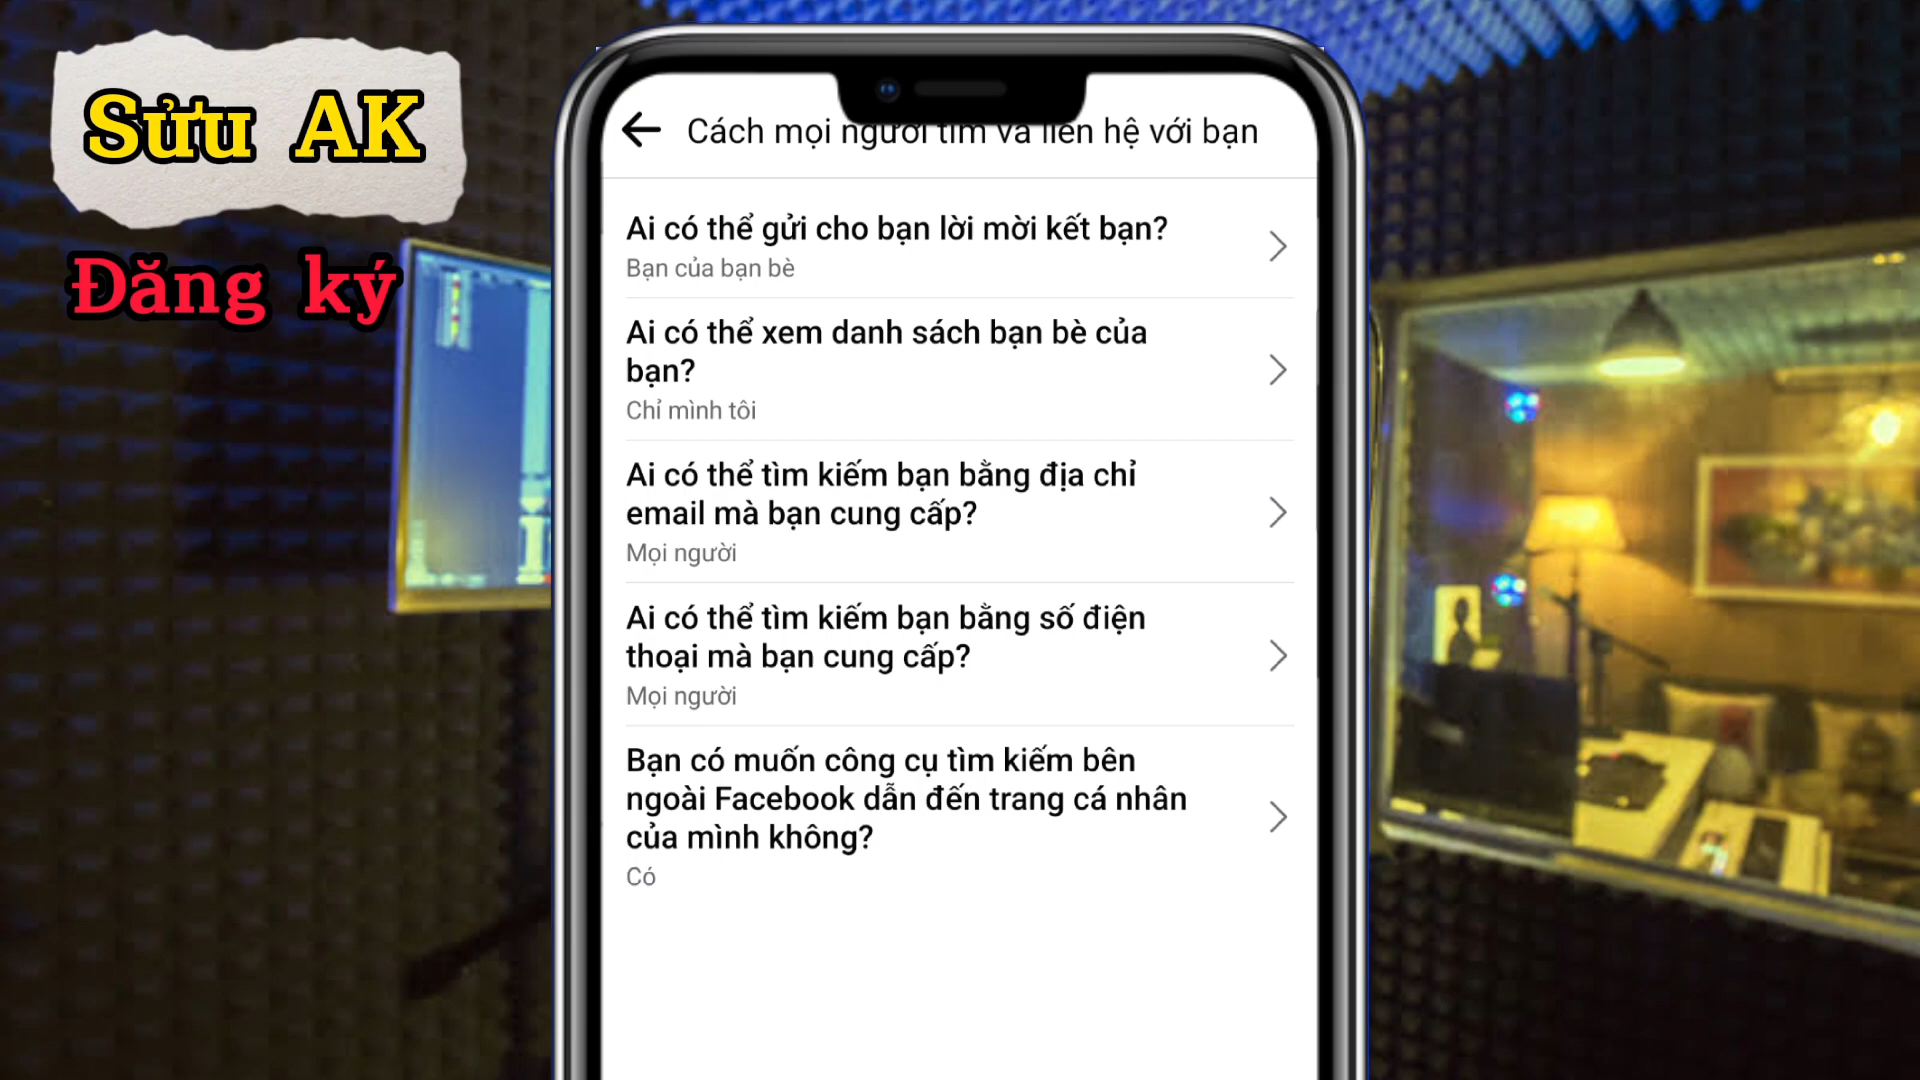 Sửu AK
Đăng ký
Cách mọi người tìm và liên hệ với bạn
Ai có thể gửi cho bạn lời mời kết bạn?
Bạn của bạn bè
Ai có thể xem danh sách bạn bè của
bạn?
Chỉ mình tôi
Ai có thể tìm kiếm bạn bằng địa chỉ
email mà bạn cung cấp?
Mọi người
Ai có thể tìm kiếm bạn bằng số điện
thoại mà bạn cung cấp?
Mọi người
Bạn có muốn công cụ tìm kiếm bên
ngoài Facebook dẫn đến trang cá nhân
của mình không?
Có